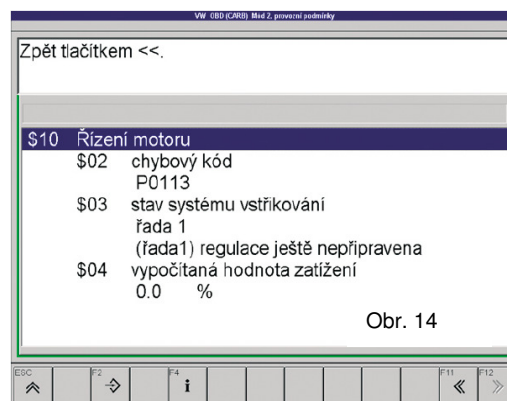 VW OBD (CARB) Mód 2, provozní podmínky
Zpět tlačítkem <<.
$10 Řízení motoru
$02 chybový kód
P0113
$03 stav systému vstřikování
řada 1
(řada1) regulace ještě nepřipravena
$04 vypočítaná hodnota zatížení
0.0 %
Obr. 14
ESC F2 F4 i F11 F12